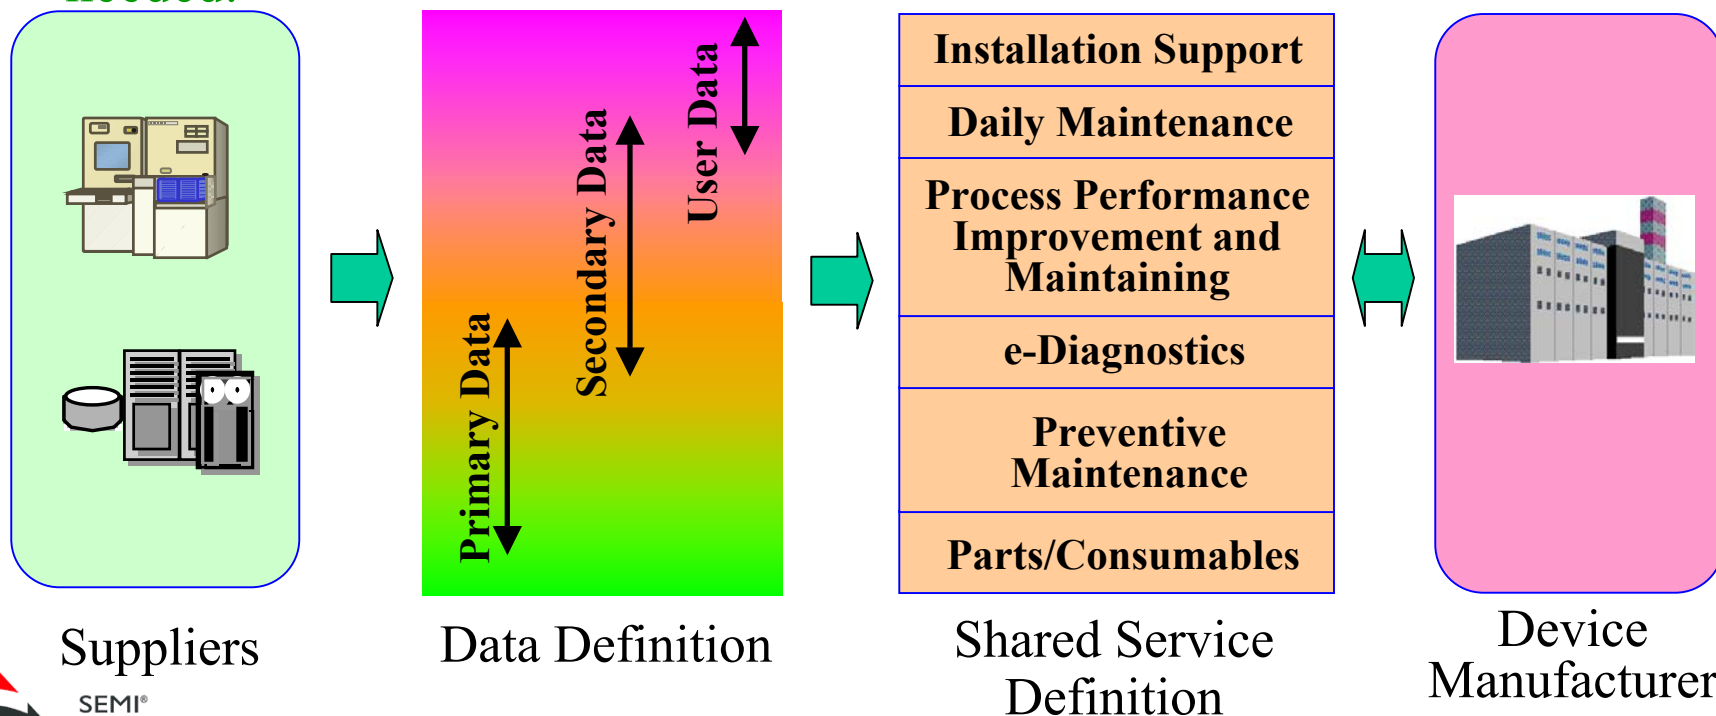 needed.
Installation Support
Daily Maintenance
Process Performance
Improvement and
Maintaining
e-Diagnostics
Preventive
Maintenance
Parts/Consumables
User Data
Secondary Data
Primary Data
Suppliers
Data Definition
Shared Service
Definition
Device
Manufacturer
SEMI®